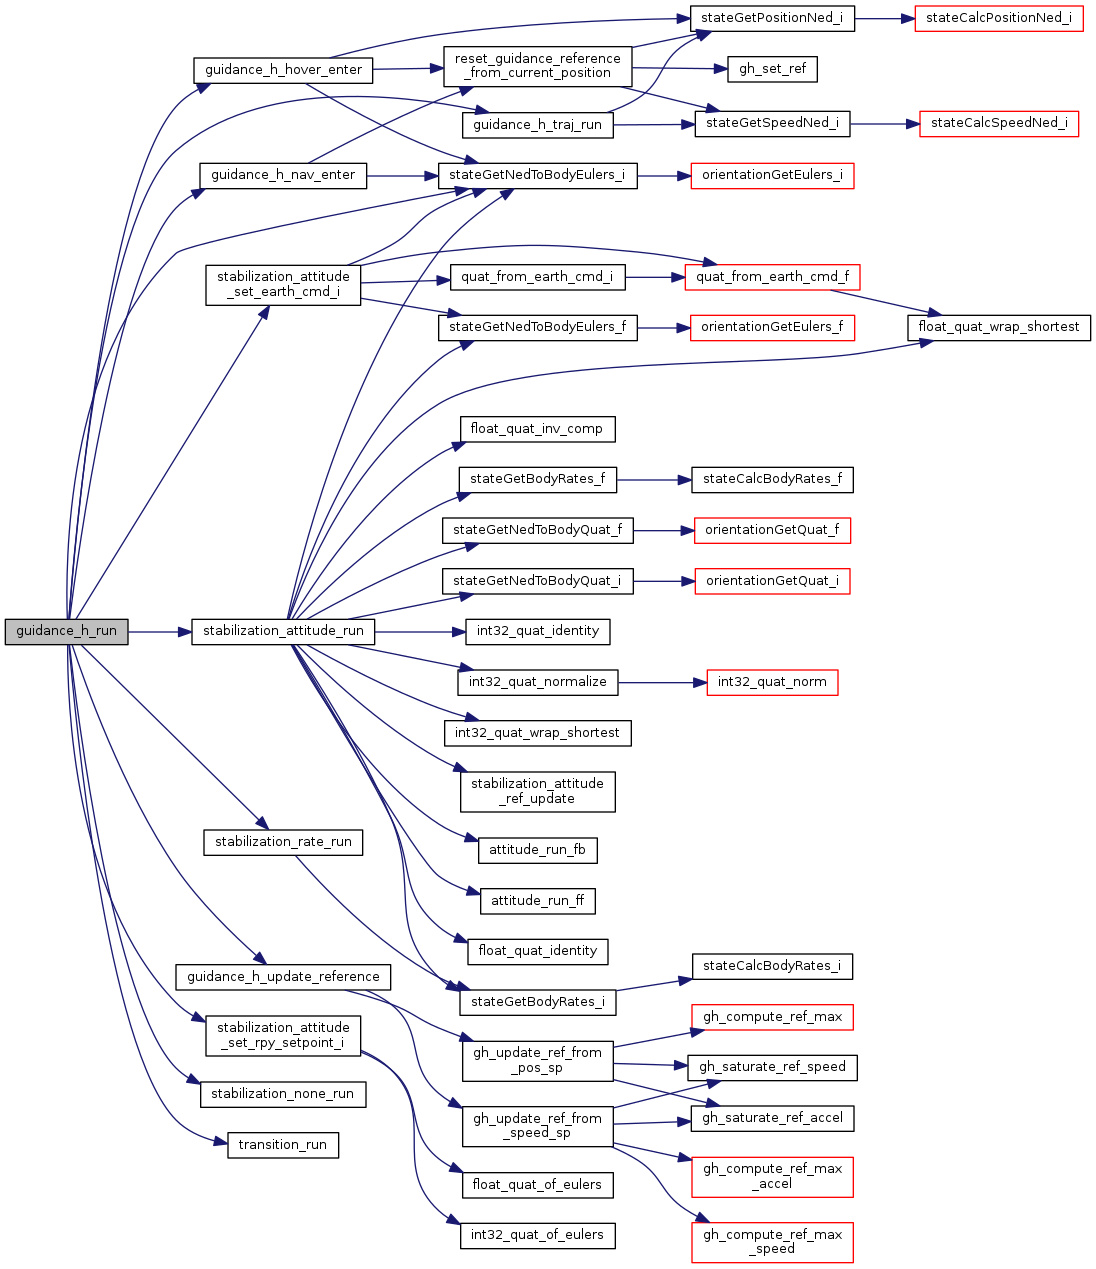 stateGetPositionNed_i
stateCalcPositionNed_i
guidance_h_hover_enter
reset_guidance_reference
_from_current_position
gh_set_ref
guidance_h_traj_run
stateGetSpeedNed_i
stateCalcSpeedNed_i
guidance_h_nav_enter
stateGetNedToBodyEulers_i
orientationGetEulers_i
stabilization_attitude
_set_earth_cmd_i
quat_from_earth_cmd_i
quat_from_earth_cmd_f
stateGetNedToBodyEulers_f
orientationGetEulers_f
float_quat_wrap_shortest
float_quat_inv_comp
stateGetBodyRates_f
stateCalcBodyRates_f
stateGetNedToBodyQuat_f
orientationGetQuat_f
stateGetNedToBodyQuat_i
orientationGetQuat_i
guidance_h_run
stabilization_attitude_run
int32_quat_identity
int32_quat_normalize
int32_quat_norm
int32_quat_wrap_shortest
stabilization_attitude
_ref_update
stabilization_rate_run
attitude_run_fb
attitude_run_ff
float_quat_identity
guidance_h_update_reference
stateGetBodyRates_i
stateCalcBodyRates_i
stabilization_attitude
_set_rpy_setpoint_i
gh_update_ref_from
_pos_sp
gh_compute_ref_max
gh_saturate_ref_speed
stabilization_none_run
gh_update_ref_from
_speed_sp
gh_saturate_ref_accel
transition_run
gh_compute_ref_max
_accel
float_quat_of_eulers
int32_quat_of_eulers
gh_compute_ref_max
_speed